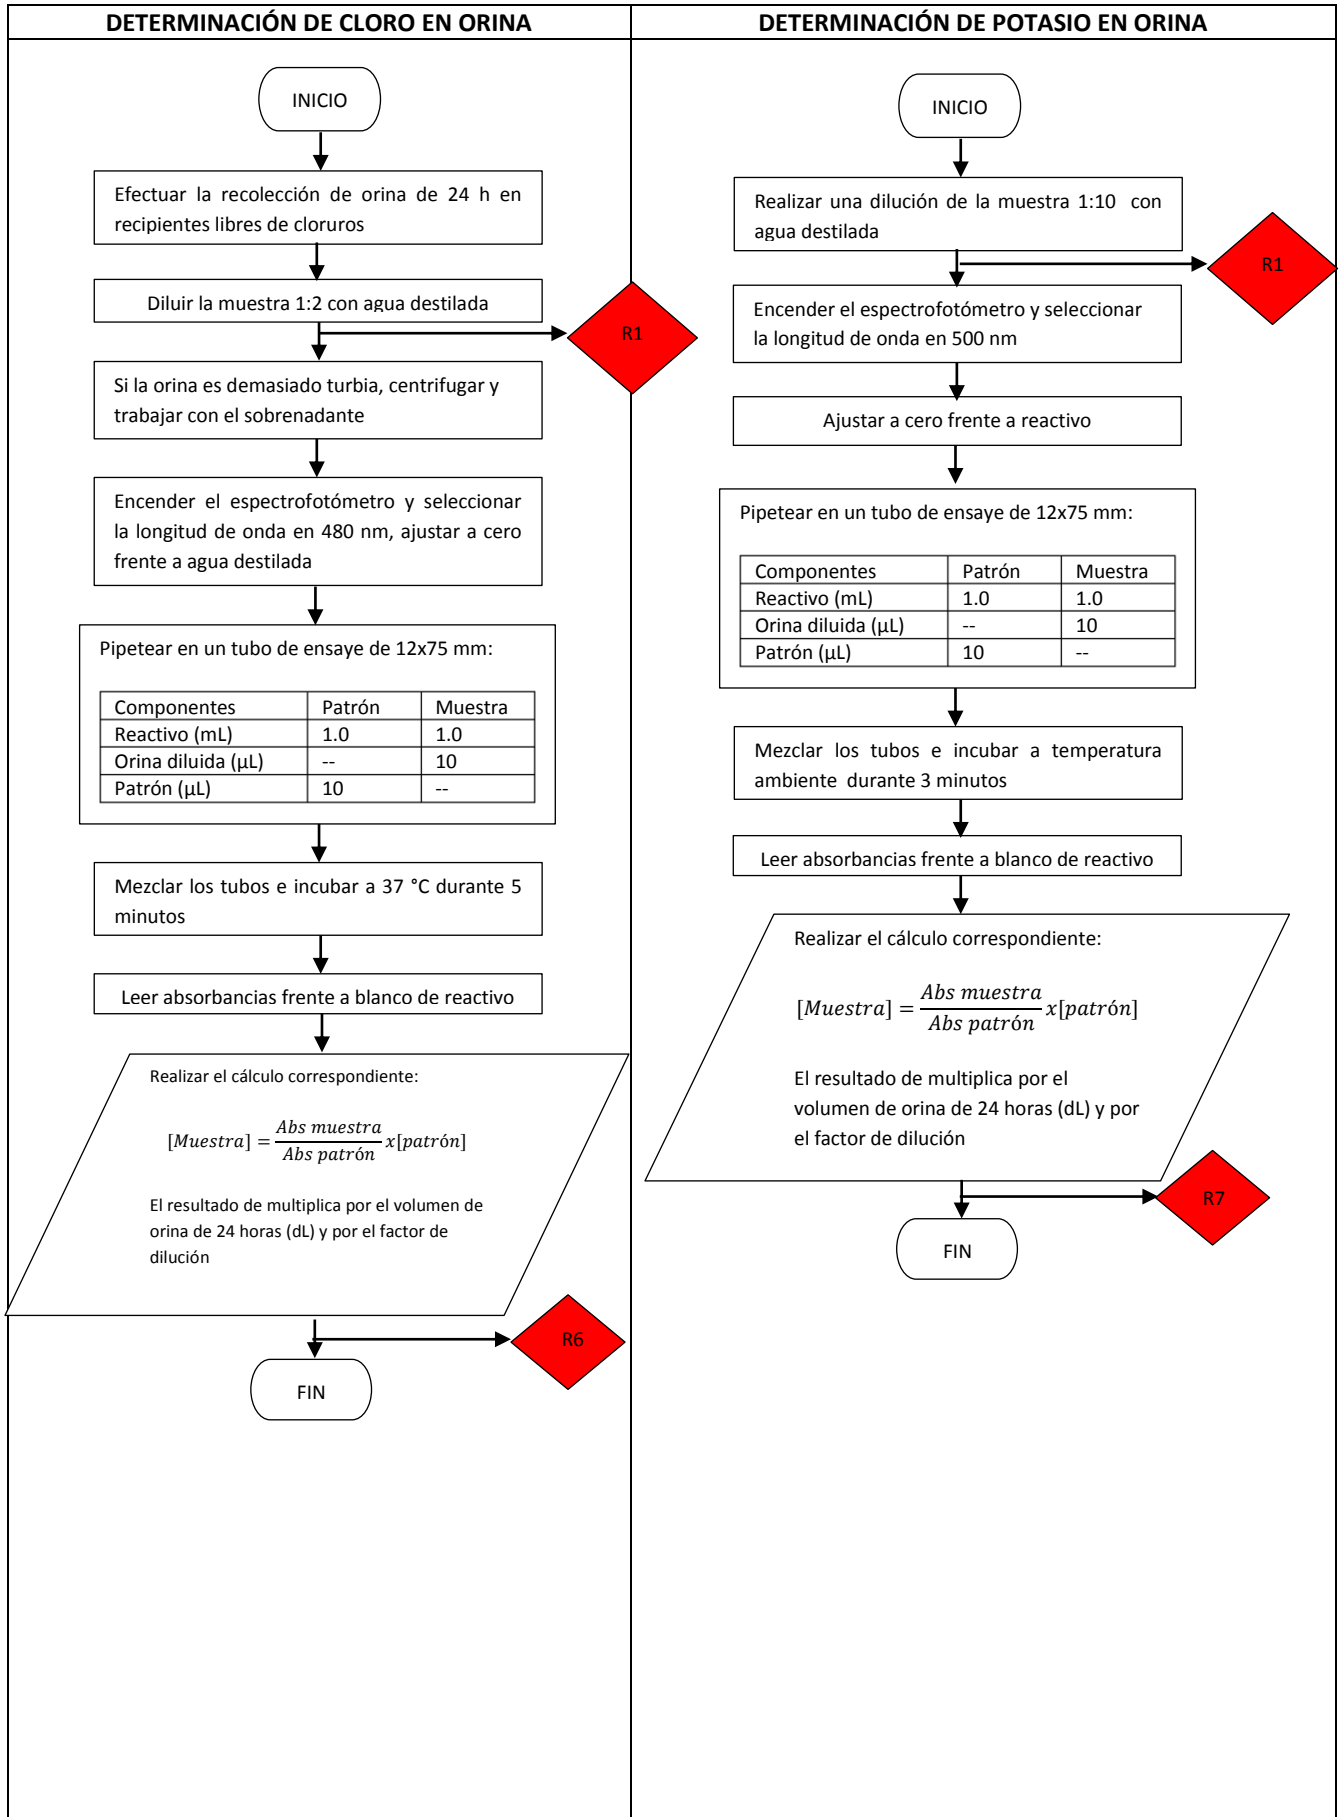 DETERMINACIÓN DE CLORO EN ORINA
INICIO
Efectuar la recolección de orina de 24 h en
recipientes libres de cloruros
Diluir la muestra 1:2 con agua destilada
R1
Si la orina es demasiado turbia, centrifugar y
trabajar con el sobrenadante
Encender el espectrofotómetro y seleccionar
la longitud de onda en 480 nm, ajustar a cero
frente a agua destilada
Pipetear en un tubo de ensaye de 12x75 mm:
Componentes Patrón Muestra
Reactivo (mL) 1.0 1.0
Orina diluida (µL) -- 10
Patrón (µL) 10 --
Mezclar los tubos e incubar a 37 °C durante 5
minutos
Leer absorbancias frente a blanco de reactivo
Realizar el cálculo correspondiente:
[Muestra] = Abs muestra / Abs patrón x[patrón]
El resultado de multiplica por el volumen de
orina de 24 horas (dL) y por el factor de
dilución
R6
FIN
DETERMINACIÓN DE POTASIO EN ORINA
INICIO
Realizar una dilución de la muestra 1:10 con
agua destilada
R1
Encender el espectrofotómetro y seleccionar
la longitud de onda en 500 nm
Ajustar a cero frente a reactivo
Pipetear en un tubo de ensaye de 12x75 mm:
Componentes Patrón Muestra
Reactivo (mL) 1.0 1.0
Orina diluida (µL) -- 10
Patrón (µL) 10 --
Mezclar los tubos e incubar a temperatura
ambiente durante 3 minutos
Leer absorbancias frente a blanco de reactivo
Realizar el cálculo correspondiente:
[Muestra] = Abs muestra / Abs patrón x[patrón]
El resultado de multiplica por el
volumen de orina de 24 horas (dL) y por
el factor de dilución
R7
FIN